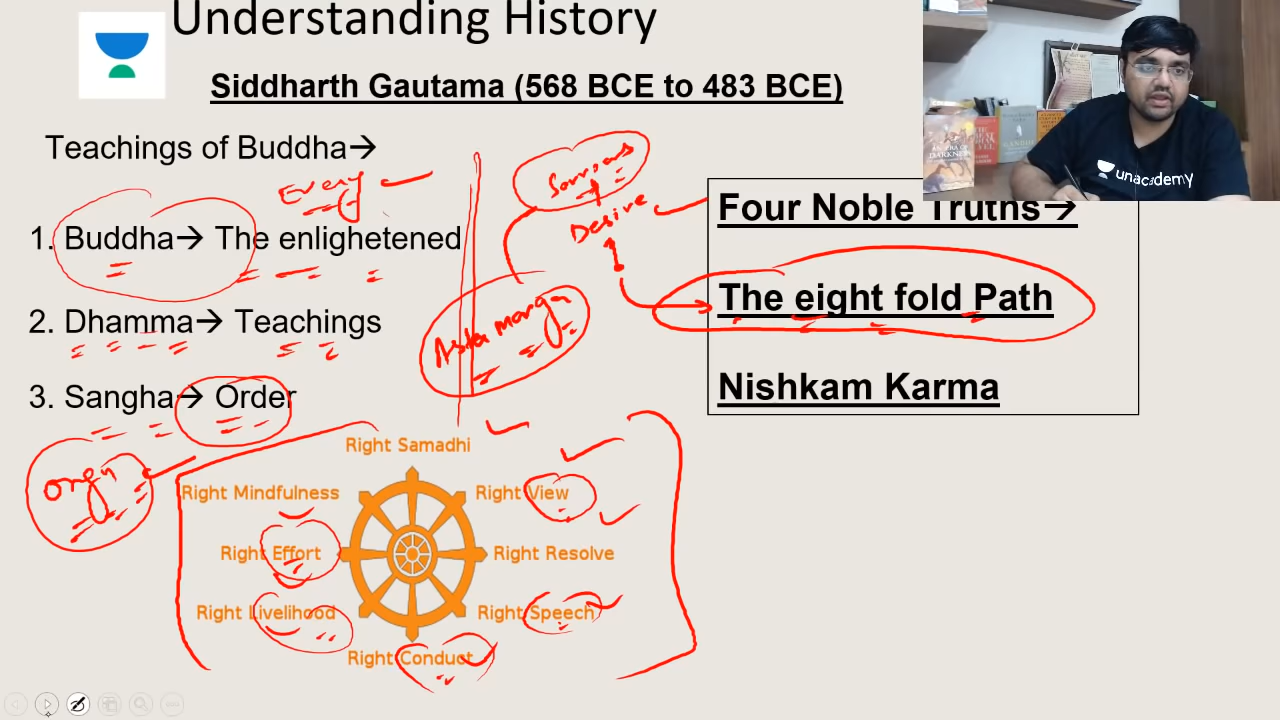 Understanding History
Siddharth Gautama (568 BCE to 483 BCE)
Teachings of Buddha→
Every
1. Buddha→ The enlighetened
2. Dhamma→ Teachings
3. Sangha→ Order
Orgn
Sorrows
Desire
Asta marga
Four Noble Truths→
The eight fold Path
Nishkam Karma
Right Samadhi
Right View
Right Resolve
Right Speech
Right Conduct
Right Livelihood
Right Effort
Right Mindfulness
unacademy
DARKNESS